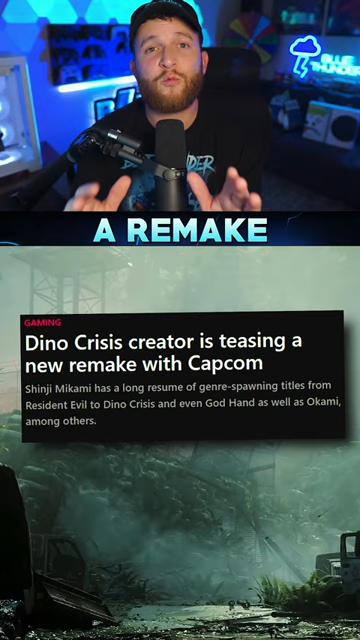 BLUE
THUNDER
A REMAKE
GAMING
Dino Crisis creator is teasing a
new remake with Capcom
Shinji Mikami has a long resume of genre-spawning titles from
Resident Evil to Dino Crisis and even God Hand as well as Okami,
among others.